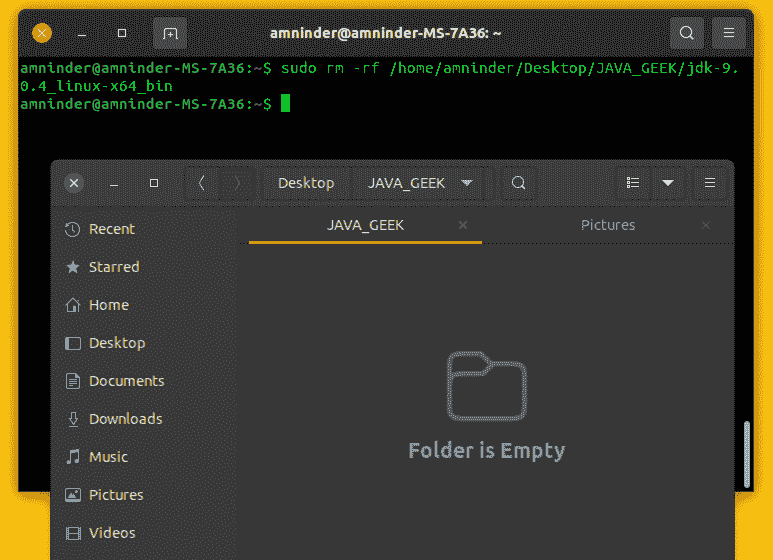 amninder@amninder-MS-7A36: ~
amninder@amninder-MS-7A36:~$ sudo rm -rf /home/amninder/Desktop/JAVA_GEEK/jdk-9.
0.4_linux-x64_bin
amninder@amninder-MS-7A36:~$
Desktop JAVA_GEEK
JAVA_GEEK Pictures
Recent
Starred
Home
Desktop
Documents
Downloads
Music
Pictures
Videos
Folder is Empty